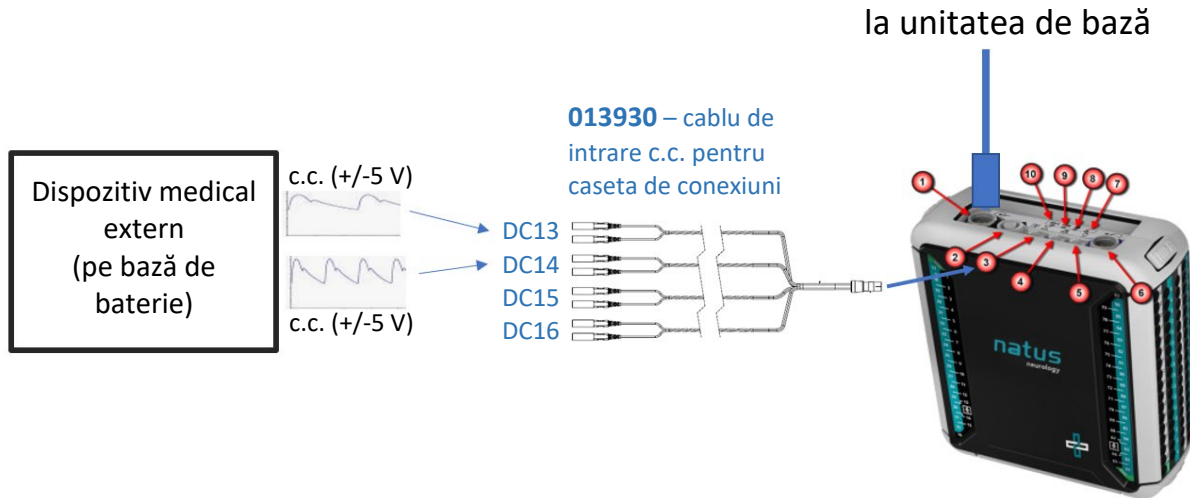 la unitatea de bază
013930 – cablu de
intrare c.c. pentru
caseta de conexiuni
Dispozitiv medical
extern
(pe bază de
baterie)
c.c. (+/-5 V)
c.c. (+/-5 V)
DC13
DC14
DC15
DC16
1
10
9
8
7
2
3
4
5
6
natus
neurology